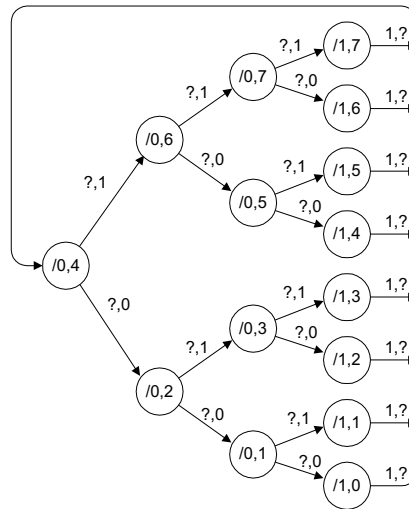 ?,1 /1,7 1,?
/0,7
?,1 ?,0
/1,6 1,?
/0,6
?,1 /1,5 1,?
?,0
?,1 /0,5 ?,0
/1,4 1,?
/0,4
?,1 /1,3 1,?
?,0 /0,3
?,1 ?,0
/1,2 1,?
/0,2
?,1 /1,1 1,?
?,0
/0,1 ?,0
/1,0 1,?